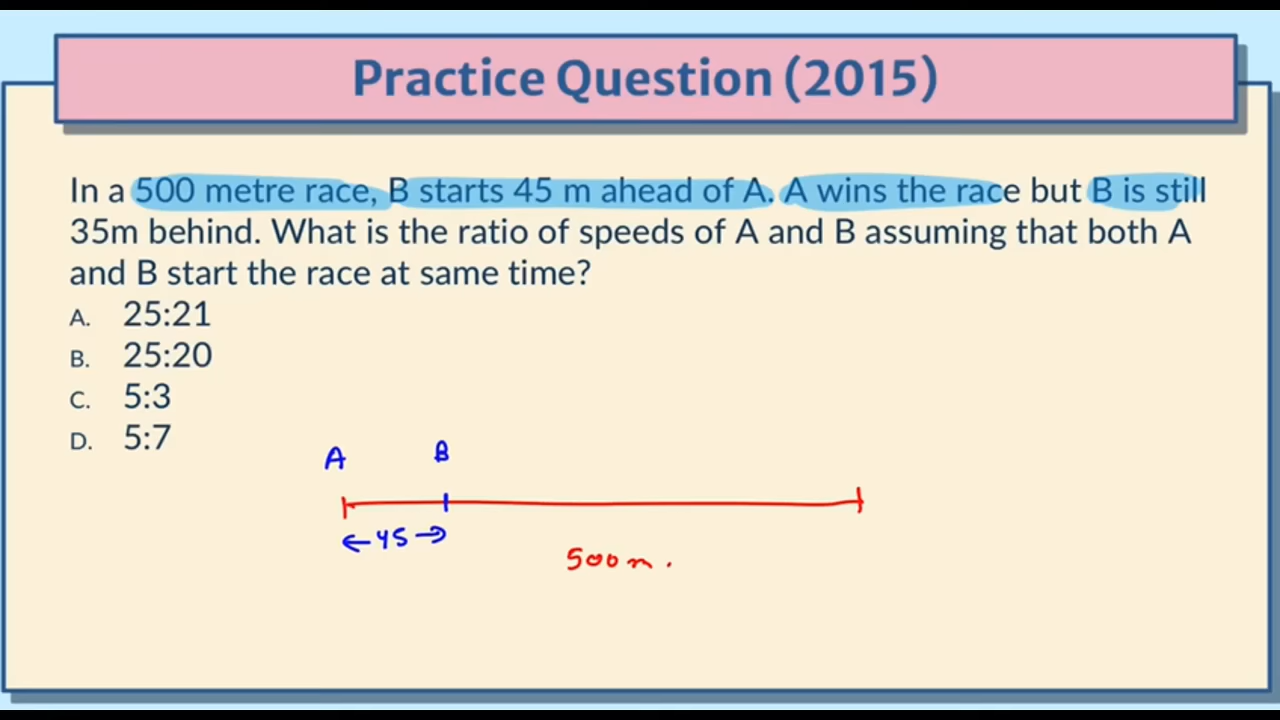 Practice Question (2015)
In a 500 metre race, B starts 45 m ahead of A. A wins the race but B is still
35m behind. What is the ratio of speeds of A and B assuming that both A
and B start the race at same time?
A. 25:21
B. 25:20
C. 5:3
D. 5:7
A B
45
500m.